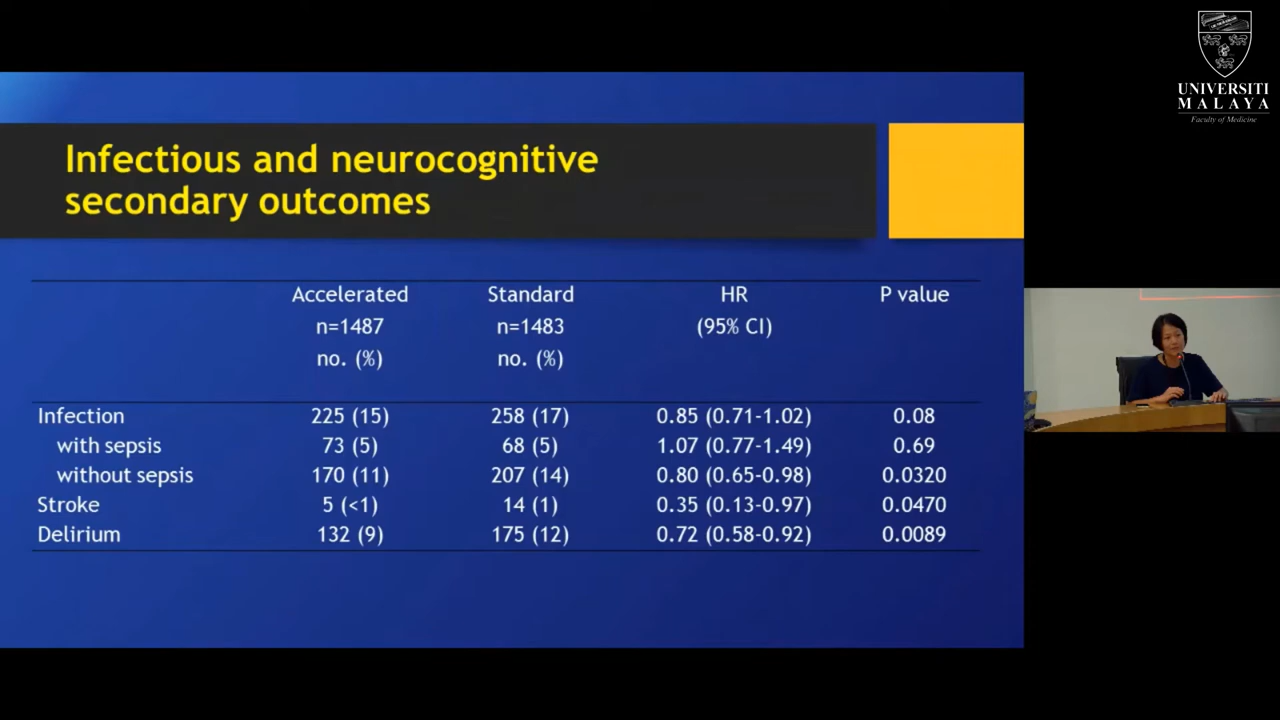 UNIVERSITI
MALAYA
Faculty of Medicine
Infectious and neurocognitive
secondary outcomes
Accelerated Standard HR P value
n=1487 n=1483 (95% CI)
no. (%) no. (%)
Infection 225 (15) 258 (17) 0.85 (0.71-1.02) 0.08
with sepsis 73 (5) 68 (5) 1.07 (0.77-1.49) 0.69
without sepsis 170 (11) 207 (14) 0.80 (0.65-0.98) 0.0320
Stroke 5 (<1) 14 (1) 0.35 (0.13-0.97) 0.0470
Delirium 132 (9) 175 (12) 0.72 (0.58-0.92) 0.0089